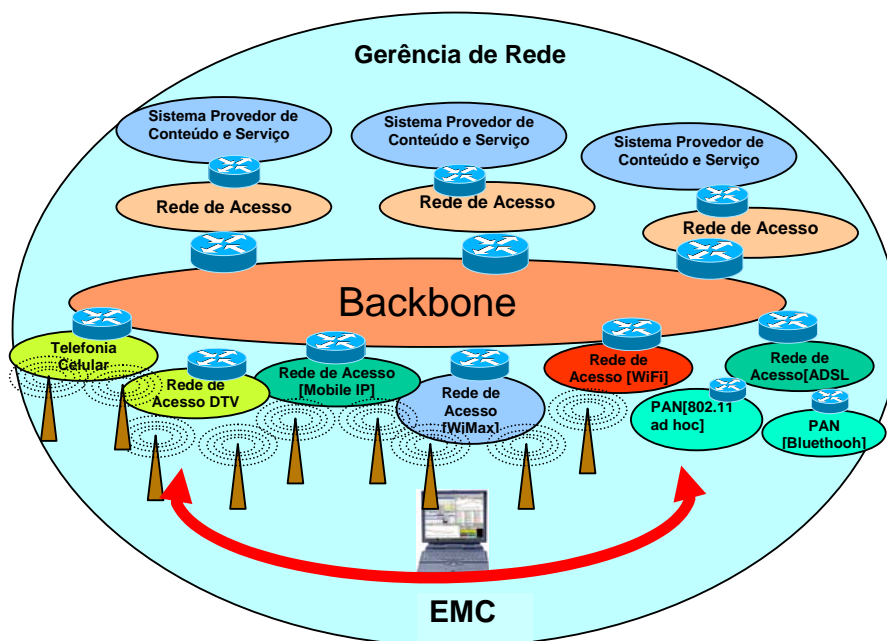 Gerência de Rede
Sistema Provedor de
Conteúdo e Serviço
Sistema Provedor de
Conteúdo e Serviço
Sistema Provedor de
Conteúdo e Serviço
Rede de Acesso
Rede de Acesso
Rede de Acesso
Backbone
Telefonia
Celular
Rede de
Acesso DTV
Rede de Acesso
[Mobile IP]
Rede de
Acesso
[WiMax]
Rede de
Acesso [WiFi]
Rede de
Acesso[ADSL
PAN[802.11
ad hoc]
PAN
[Bluethooh]
EMC